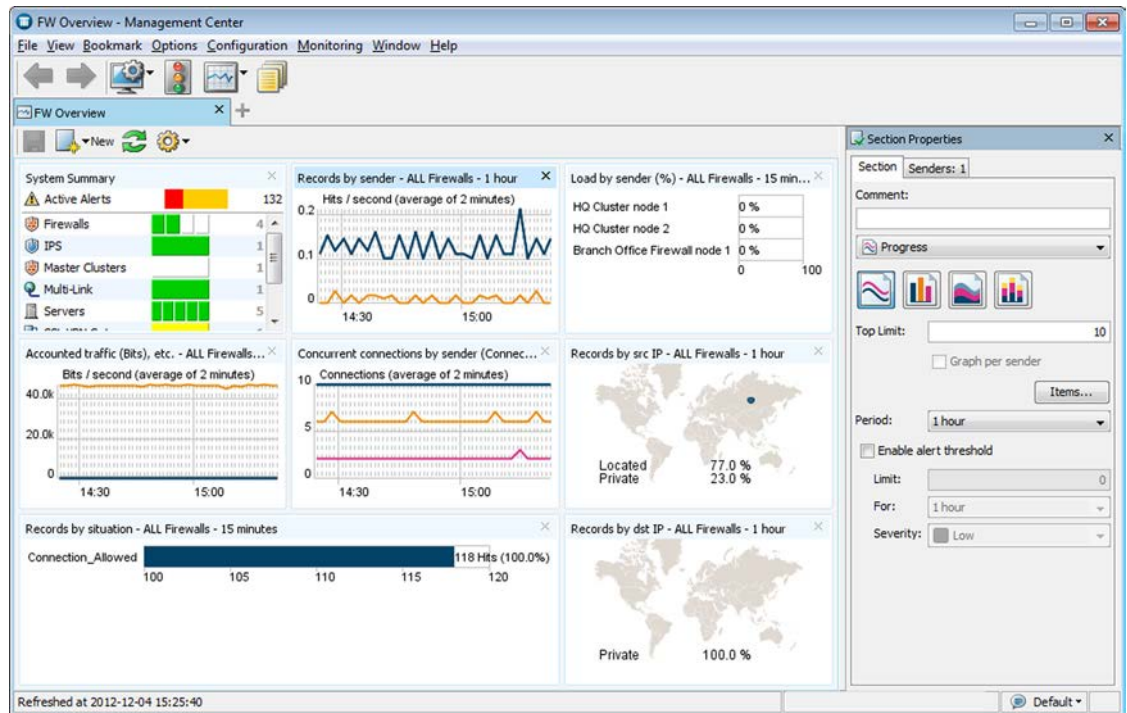 FW Overview - Management Center
File View Bookmark Options Configuration Monitoring Window Help
FW Overview
New
System Summary
Active Alerts 132
Firewalls 4
IPS 1
Master Clusters 1
Multi-Link 1
Servers 5
Records by sender - ALL Firewalls - 1 hour
Hits / second (average of 2 minutes)
0.2
0.1
0
14:30 15:00
Load by sender (%) - ALL Firewalls - 15 min...
HQ Cluster node 1 0 %
HQ Cluster node 2 0 %
Branch Office Firewall node 1 0 %
0 100
Accounted traffic (Bits), etc. - ALL Firewalls...
Bits / second (average of 2 minutes)
40.0k
20.0k
0
14:30 15:00
Concurrent connections by sender (Connec...
Connections (average of 2 minutes)
10
5
0
14:30 15:00
Records by src IP - ALL Firewalls - 1 hour
Located 77.0 %
Private 23.0 %
Records by situation - ALL Firewalls - 15 minutes
Connection_Allowed 118 Hits (100.0%)
100 105 110 115 120
Records by dst IP - ALL Firewalls - 1 hour
Private 100.0 %
Section Properties
Section Senders: 1
Comment:
Progress
Top Limit: 10
Graph per sender
Items...
Period: 1 hour
Enable alert threshold
Limit: 0
For: 1 hour
Severity: Low
Refreshed at 2012-12-04 15:25:40
Default